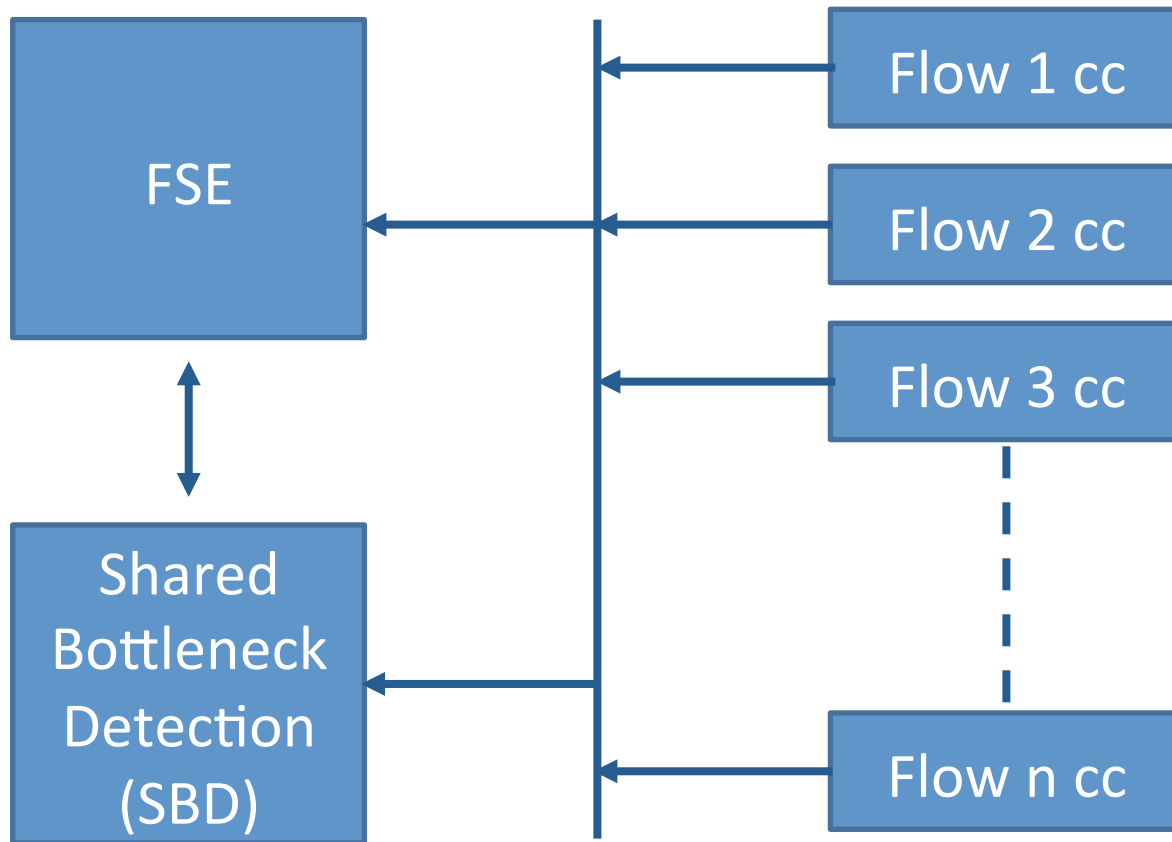 FSE
Shared
Bottleneck
Detection
(SBD)
Flow 1 cc
Flow 2 cc
Flow 3 cc
Flow n cc